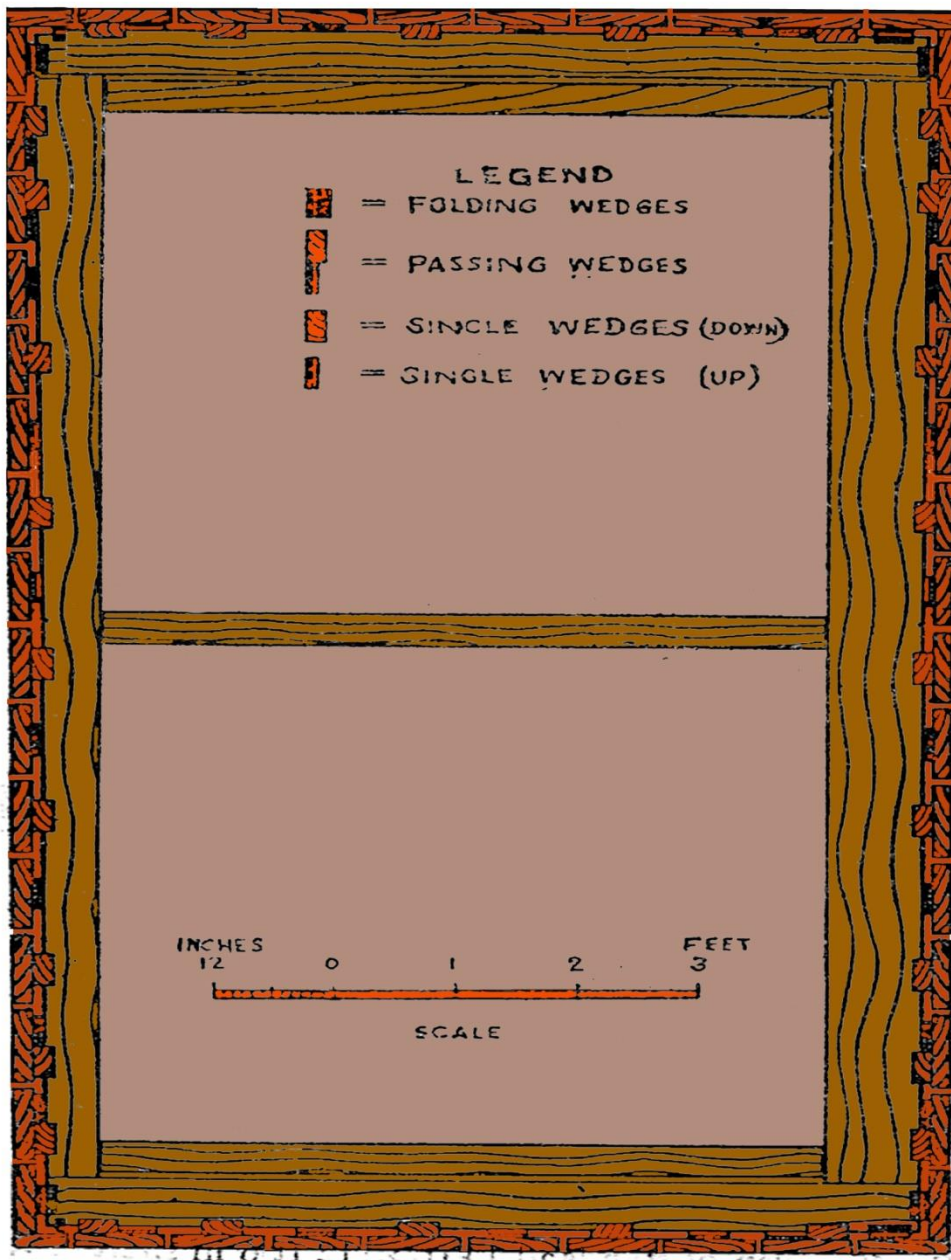 LEGEND
= FOLDING WEDGES
= PASSING WEDGES
= SINGLE WEDGES (DOWN)
= SINGLE WEDGES (UP)
INCHES FEET
12 0 1 2 3
SCALE